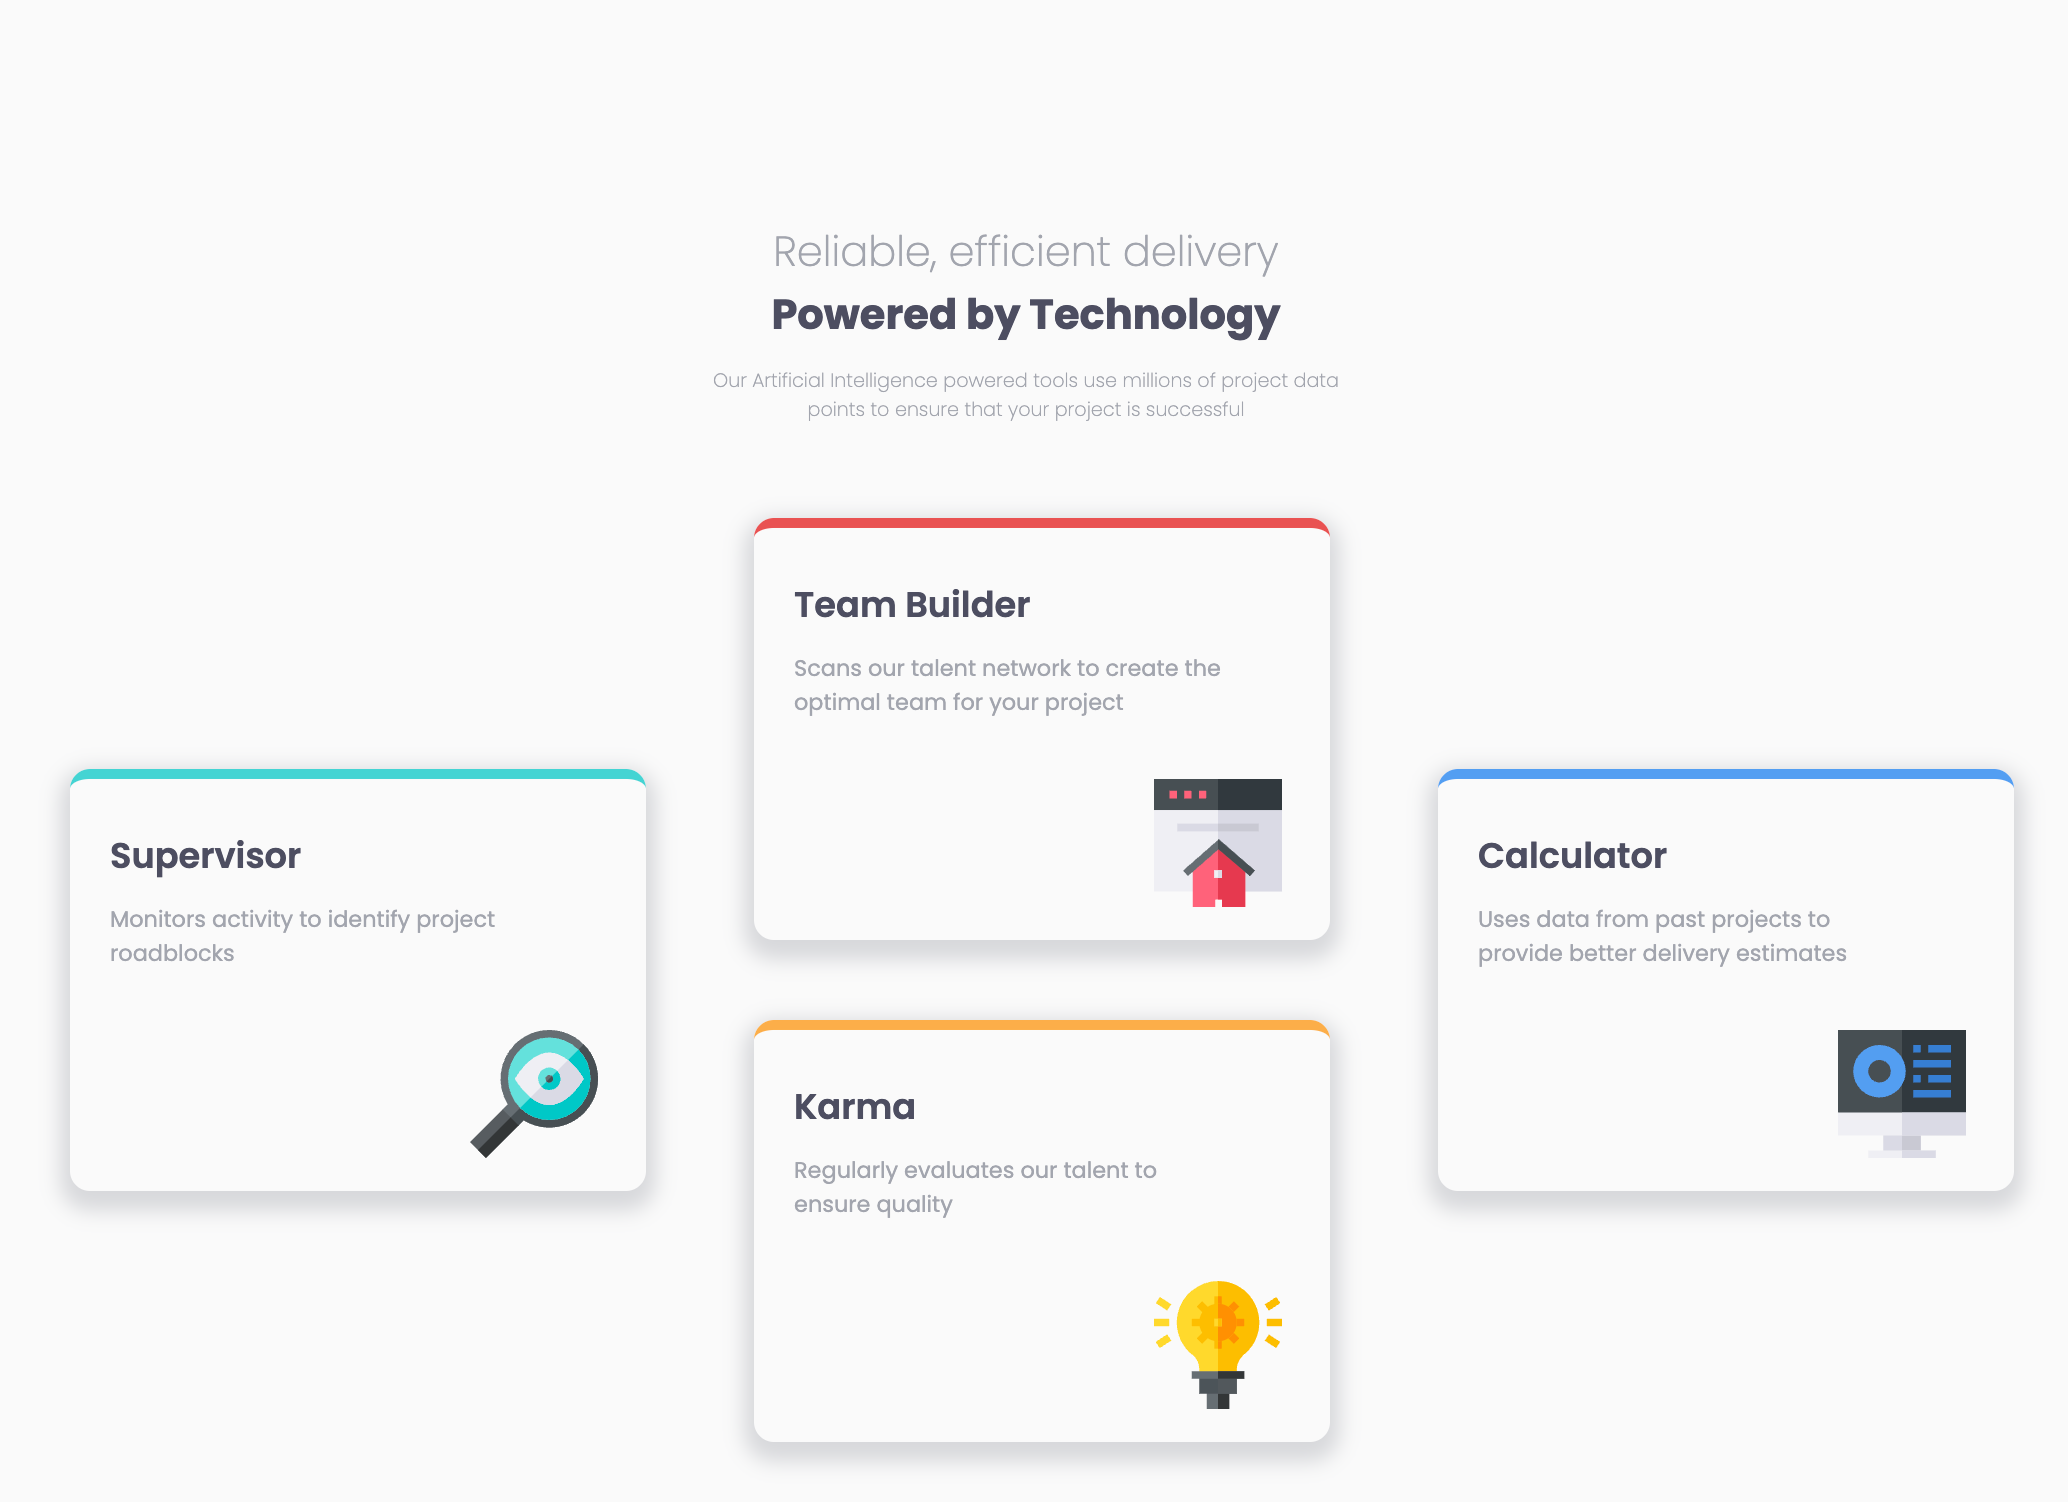 Reliable, efficient delivery
Powered by Technology
Our Artificial Intelligence powered tools use millions of project data
points to ensure that your project is successful
Team Builder
Scans our talent network to create the
optimal team for your project
Supervisor
Monitors activity to identify project
roadblocks
Calculator
Uses data from past projects to
provide better delivery estimates
Karma
Regularly evaluates our talent to
ensure quality